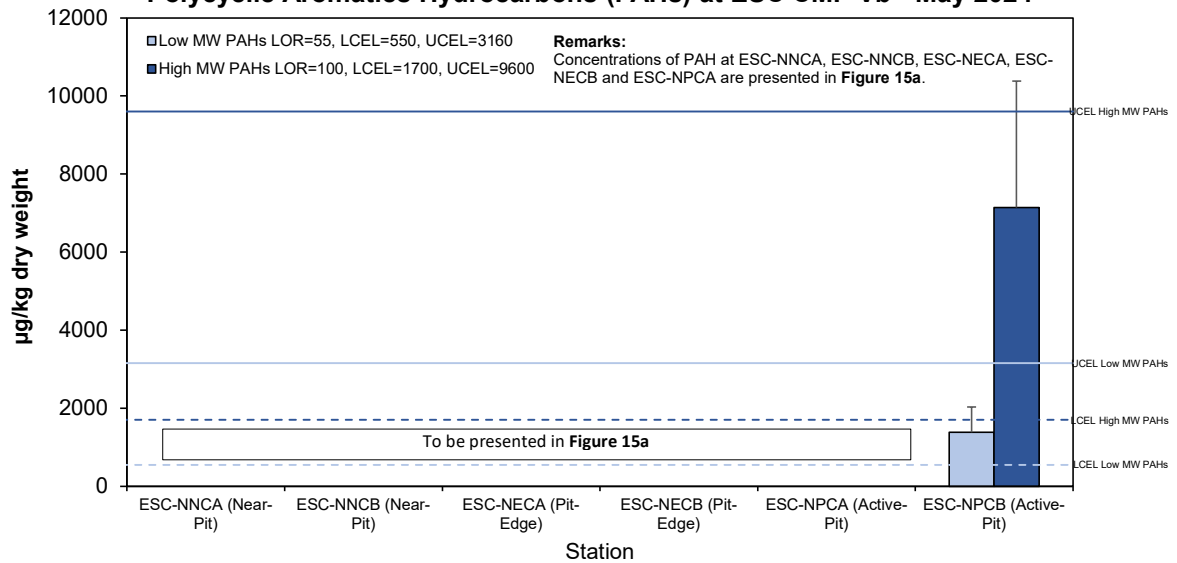 Polycyclic Aromatics Hydrocarbons (PAHs) at ESC CMP Vb - May 2024
12000
10000
8000
6000
4000
2000
0
µg/kg dry weight
Low MW PAHs LOR=55, LCEL=550, UCEL=3160
High MW PAHs LOR=100, LCEL=1700, UCEL=9600
Remarks:
Concentrations of PAH at ESC-NNCA, ESC-NNCB, ESC-NECA, ESC-
NECB and ESC-NPCA are presented in Figure 15a.
UCEL High MW PAHs
UCEL Low MW PAHs
LCEL High MW PAHs
LCEL Low MW PAHs
To be presented in Figure 15a
ESC-NNCA (Near-
Pit)
ESC-NNCB (Near-
Pit)
ESC-NECA (Pit-
Edge)
ESC-NECB (Pit-
Edge)
ESC-NPCA (Active-
Pit)
ESC-NPCB (Active-
Pit)
Station